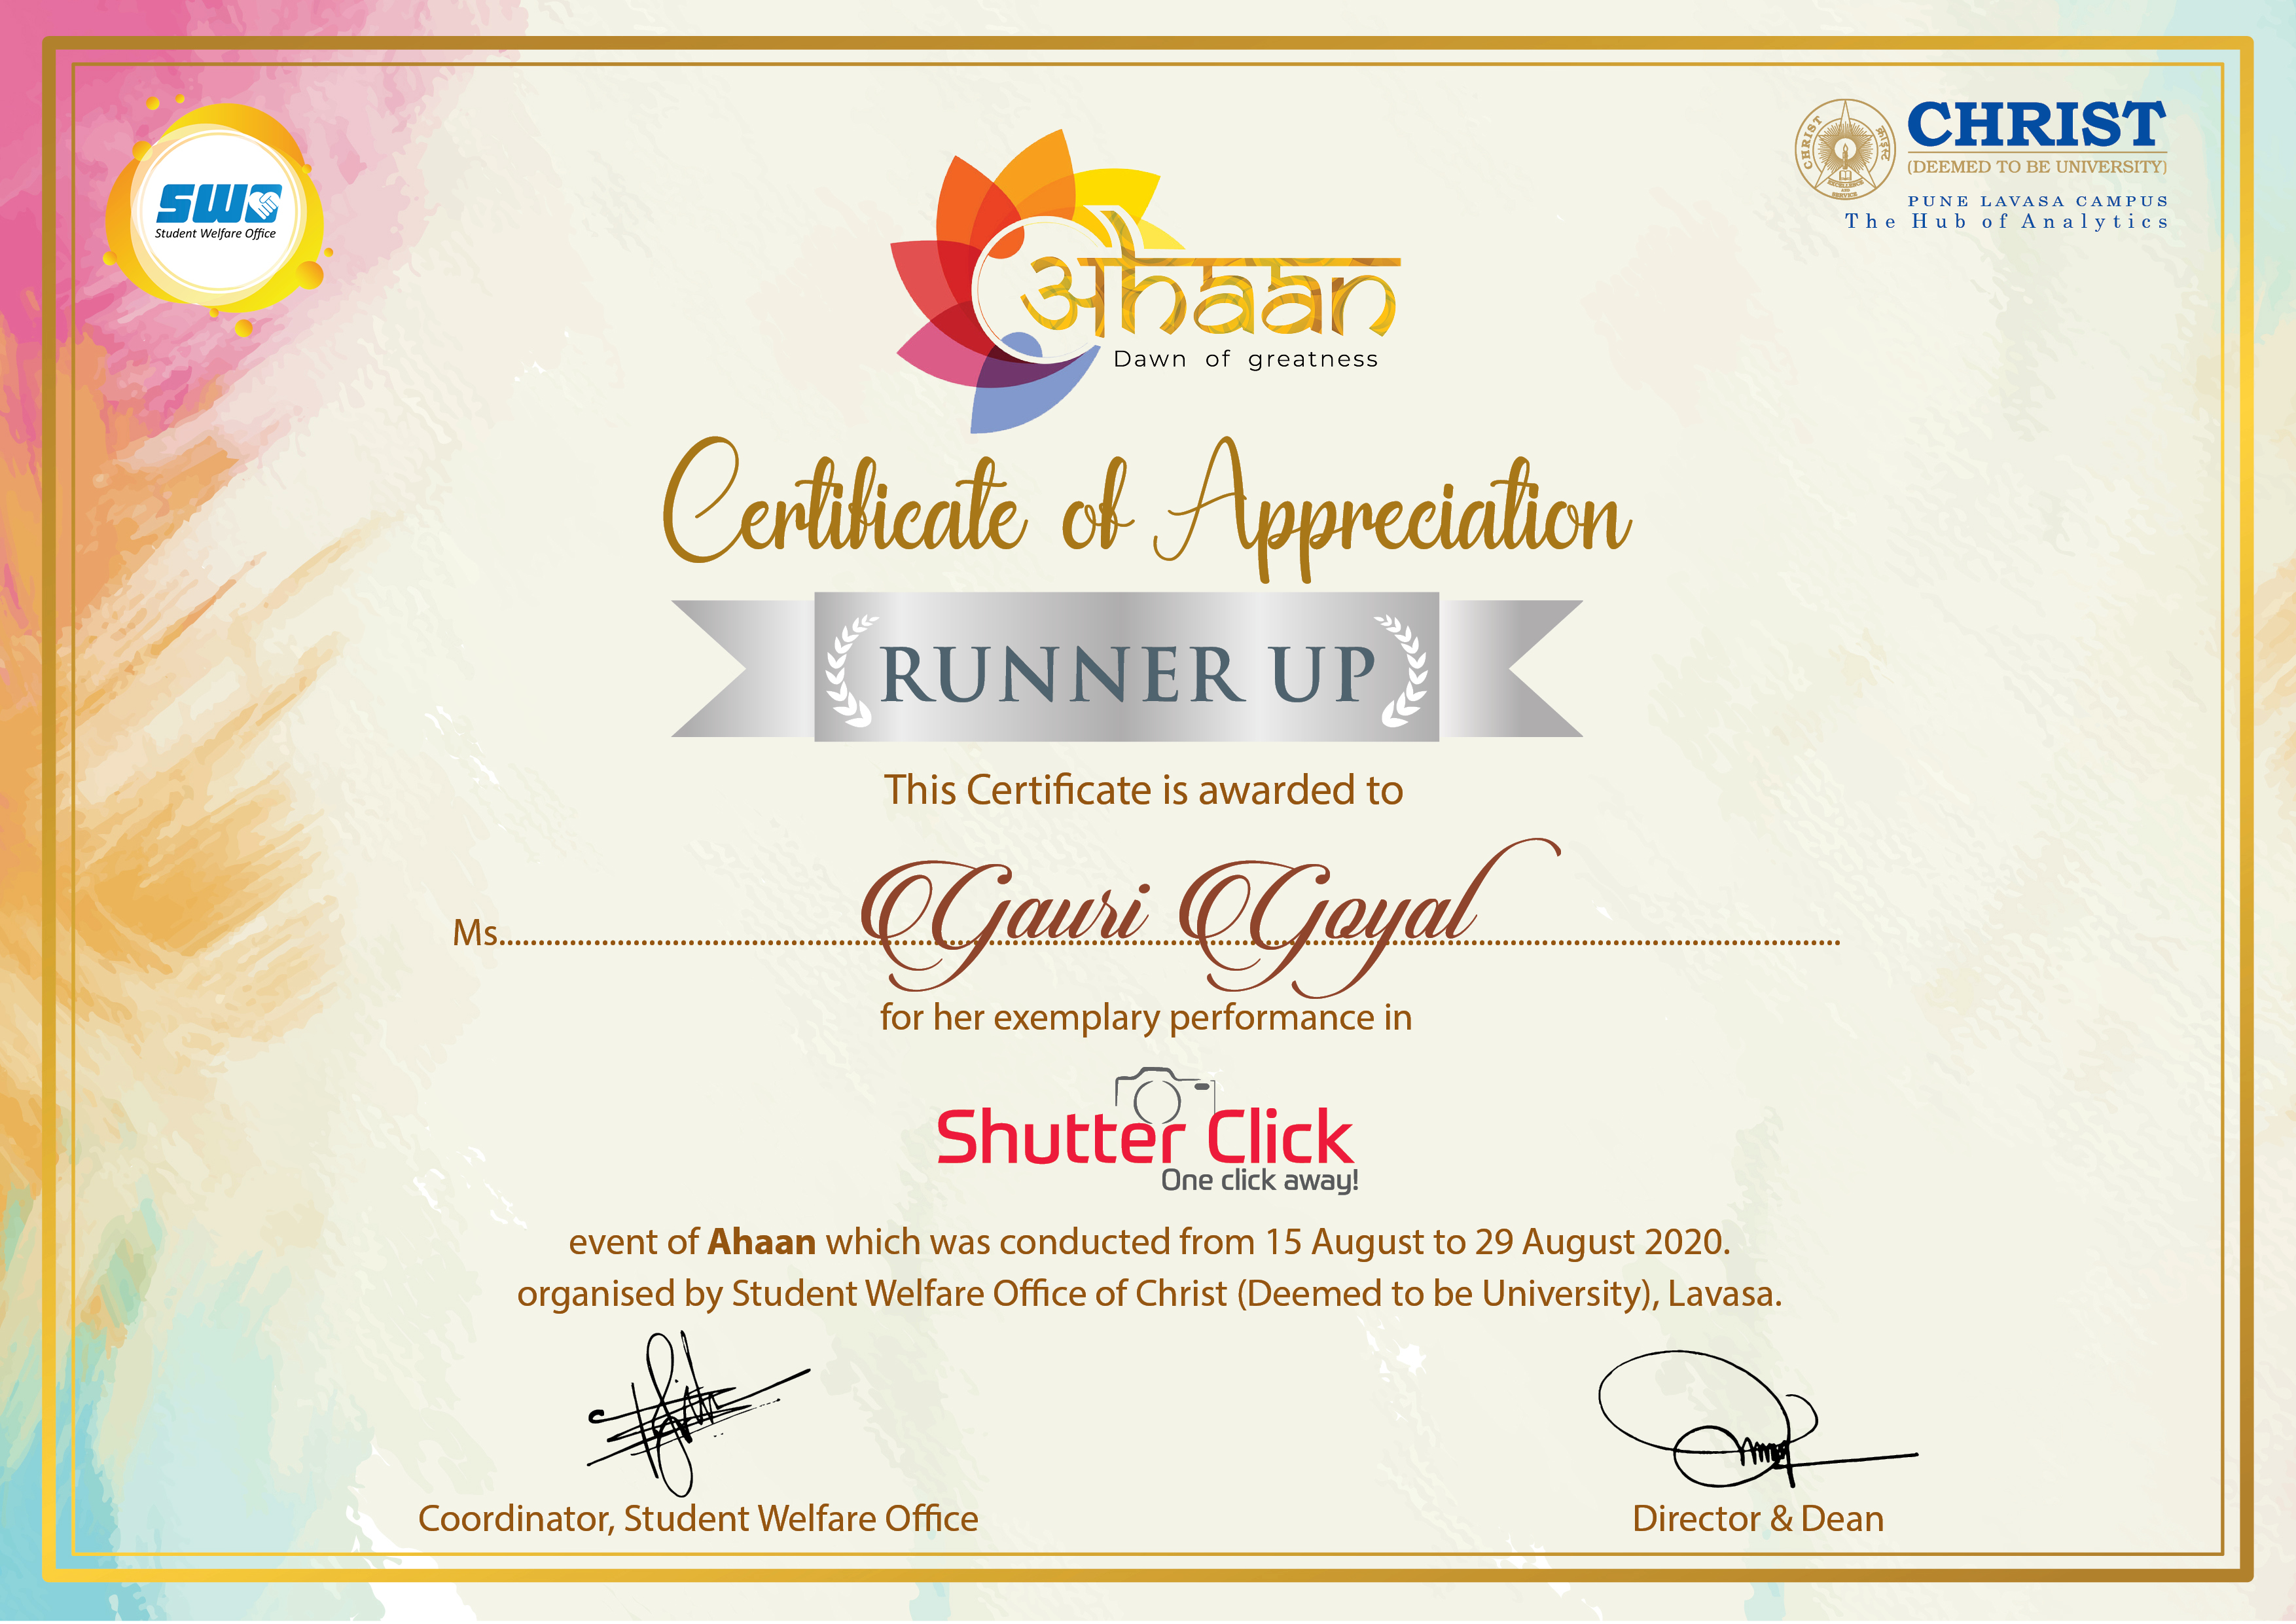 SWO
Student Welfare Office
CHRIST
(DEEMED TO BE UNIVERSITY)
PUNE LAVASA CAMPUS
The Hub of Analytics
CHRIST
क्राइस्ट
EXCELLENCE
AND
SERVICE
अhaan
Dawn of greatness
Certificate of Appreciation
RUNNER UP
This Certificate is awarded to
Ms. Gauri Goyal
for her exemplary performance in
Shutter Click
One click away!
event of Ahaan which was conducted from 15 August to 29 August 2020.
organised by Student Welfare Office of Christ (Deemed to be University), Lavasa.
Coordinator, Student Welfare Office
Director & Dean